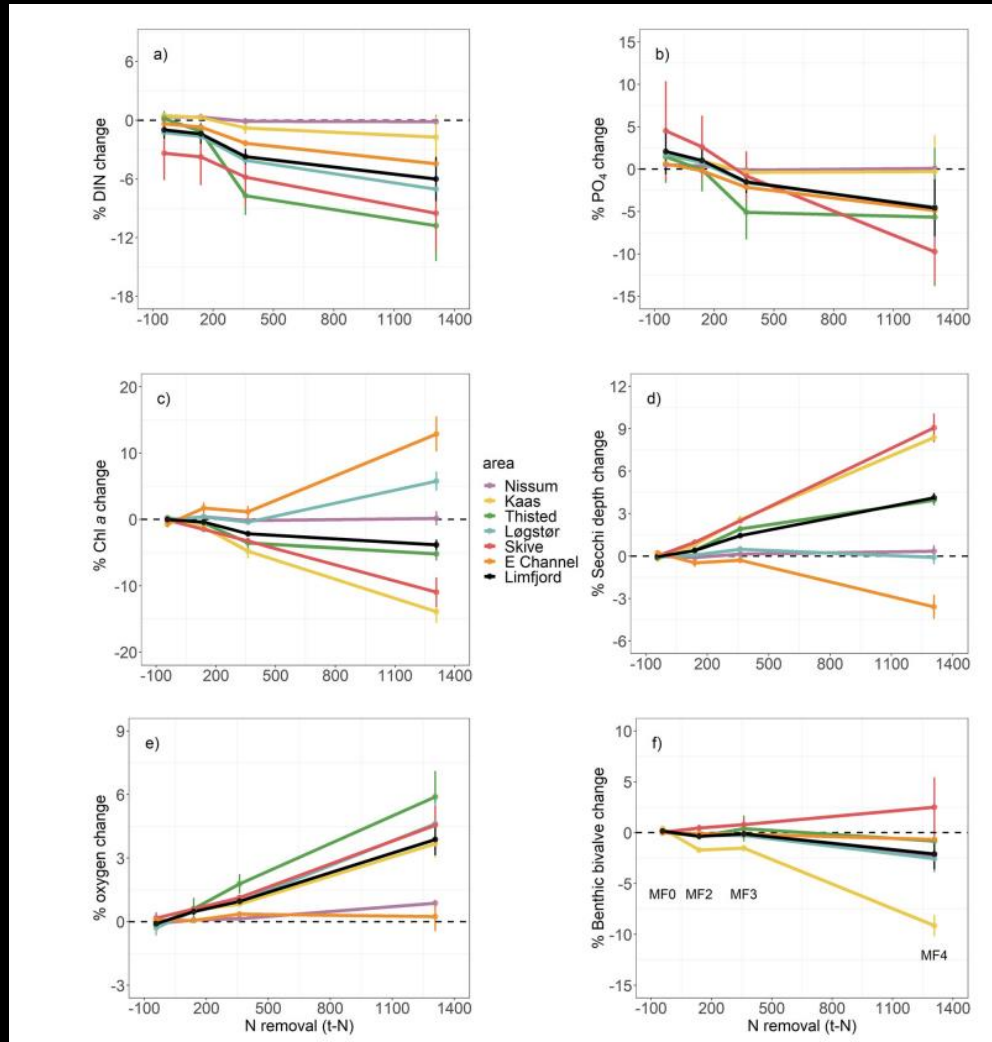 a)
% DIN change
6
0
-6
-12
-18
-100 200 500 800 1100 1400
b)
% PO4 change
15
10
5
0
-5
-10
-15
-100 200 500 800 1100 1400
c)
% Chl a change
20
10
0
-10
-20
-100 200 500 800 1100 1400
area
Nissum
Kaas
Thisted
Løgstør
Skive
E Channel
Limfjord
d)
% Secchi depth change
12
9
6
3
0
-3
-6
-100 200 500 800 1100 1400
e)
% oxygen change
9
6
3
0
-3
-100 200 500 800 1100 1400
N removal (t-N)
f)
% Benthic bivalve change
10
5
0
-5
-10
-15
MF0 MF2 MF3
MF4
-100 200 500 800 1100 1400
N removal (t-N)